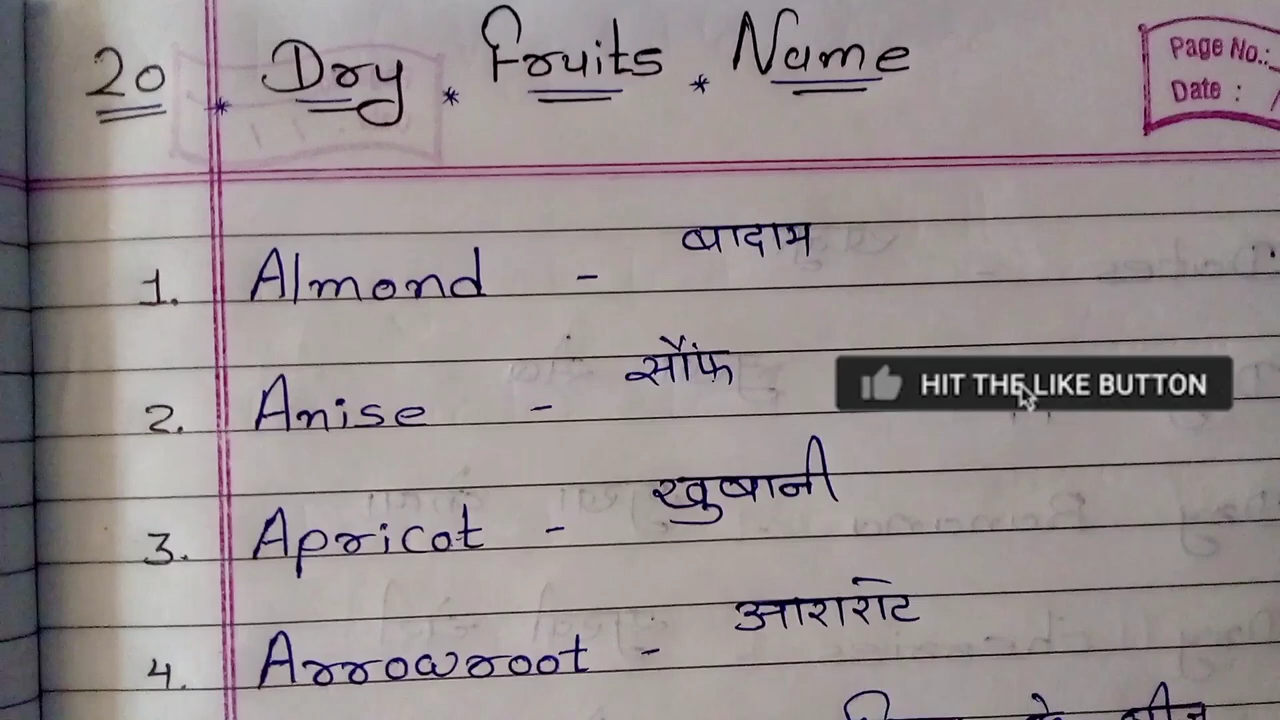 20 * Dry * Fruits * Name
Page No.:
Date :
1. Almond - बादाम
2. Anise - सौंफ
HIT THE LIKE BUTTON
3. Apricot - खुबानी
4. Arrowroot - आरारोट
के बीज